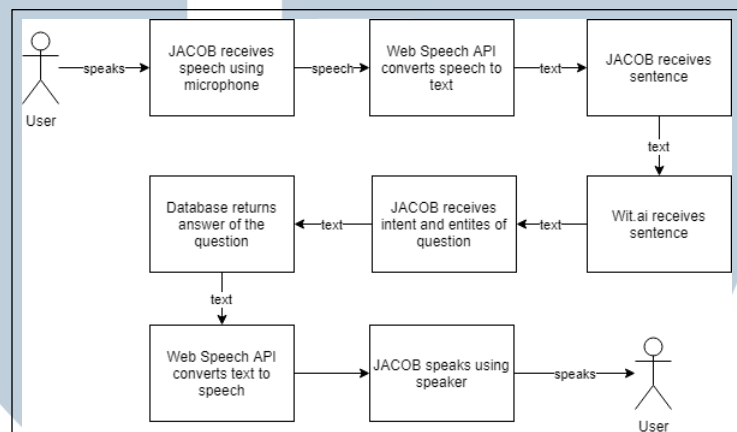 JACOB receives
speech using
microphone
Web Speech API
converts speech to
text
JACOB receives
sentence
speaks
speech
text
User
text
Database returns
answer of the
question
JACOB receives
intent and entites of
question
Wit.ai receives
sentence
text
text
text
Web Speech API
converts text to
speech
JACOB speaks using
speaker
speaks
User